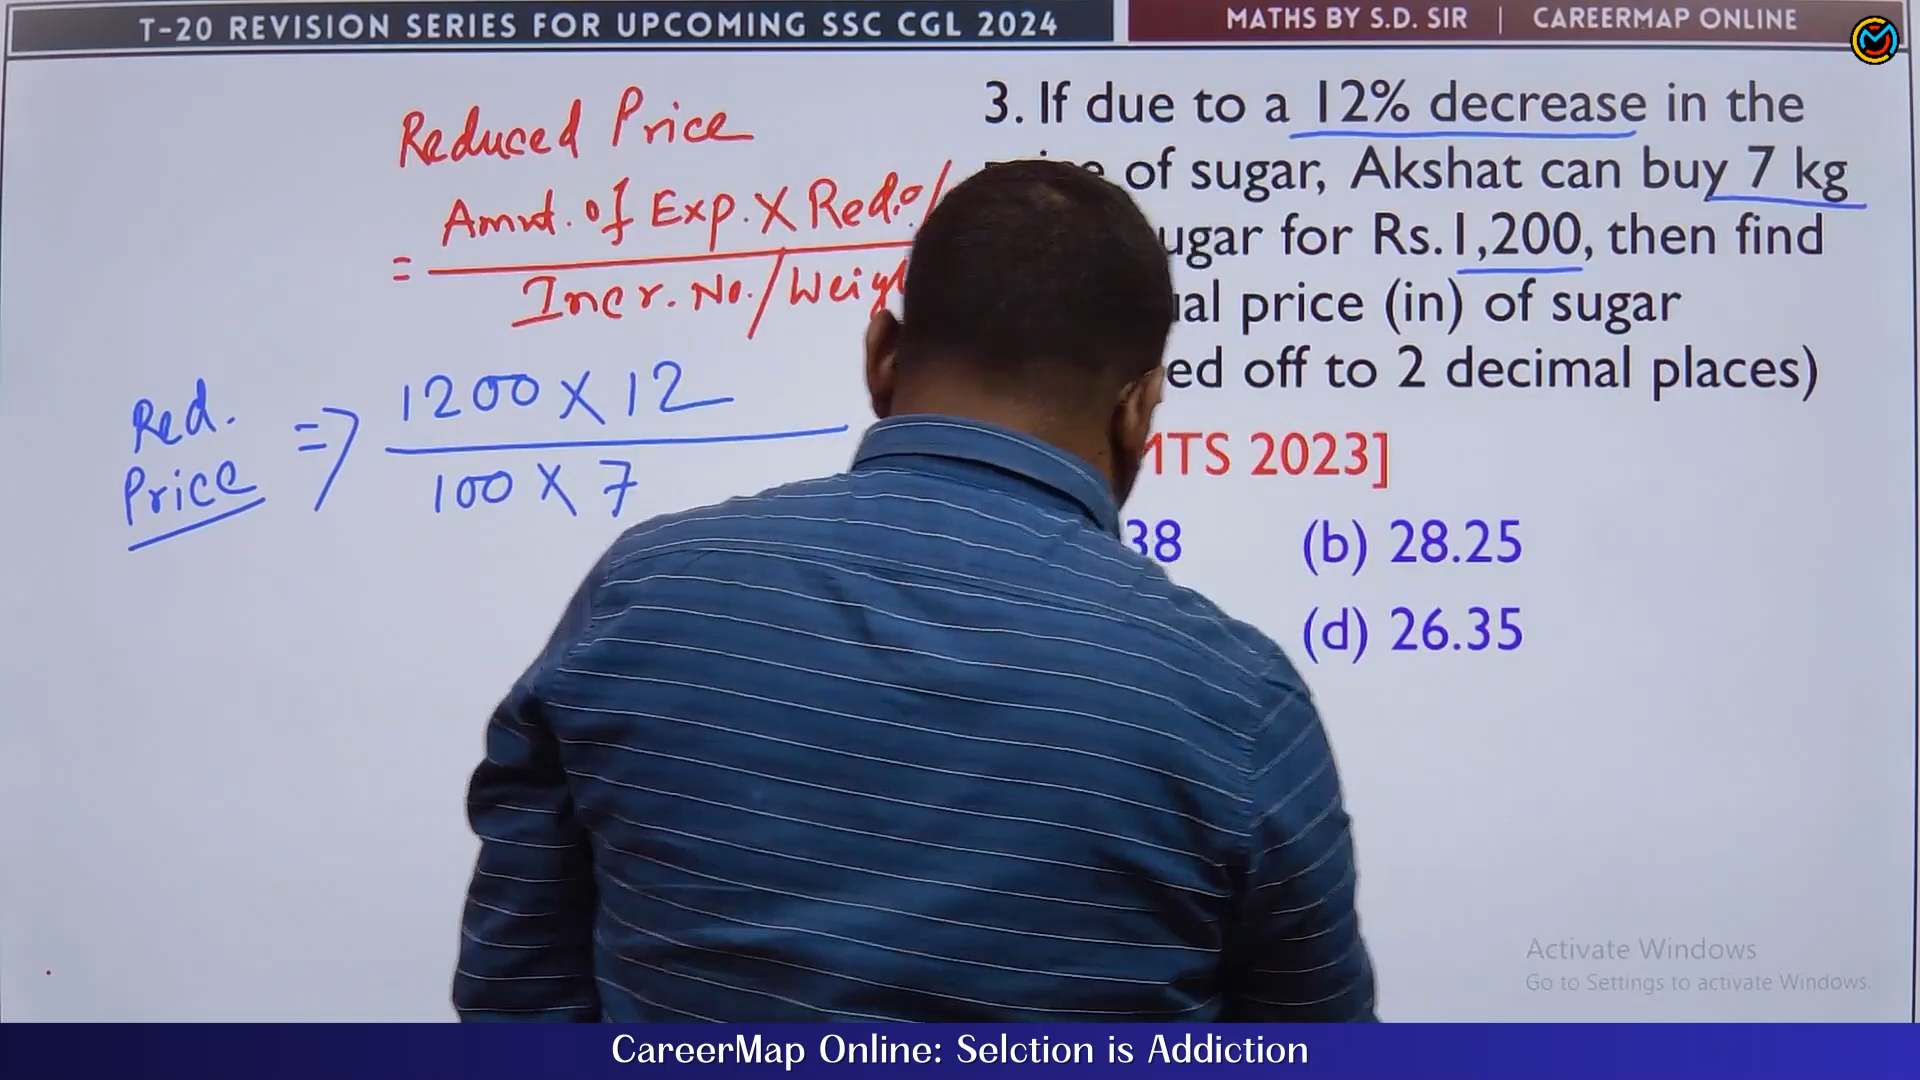 T-20 REVISION SERIES FOR UPCOMING SSC CGL 2024
MATHS BY S.D. SIR | CAREERMAP ONLINE
Reduced Price
= Amnt. of Exp. X Red.%
Incr. No./Weig
Red. Price => 1200 X 12
100 X 7
3. If due to a 12% decrease in the
of sugar, Akshat can buy 7 kg
ugar for Rs.1,200, then find
al price (in) of sugar
ed off to 2 decimal places)
MTS 2023]
38 (b) 28.25
(d) 26.35
Activate Windows
Go to Settings to activate Windows.
CareerMap Online: Selction is Addiction